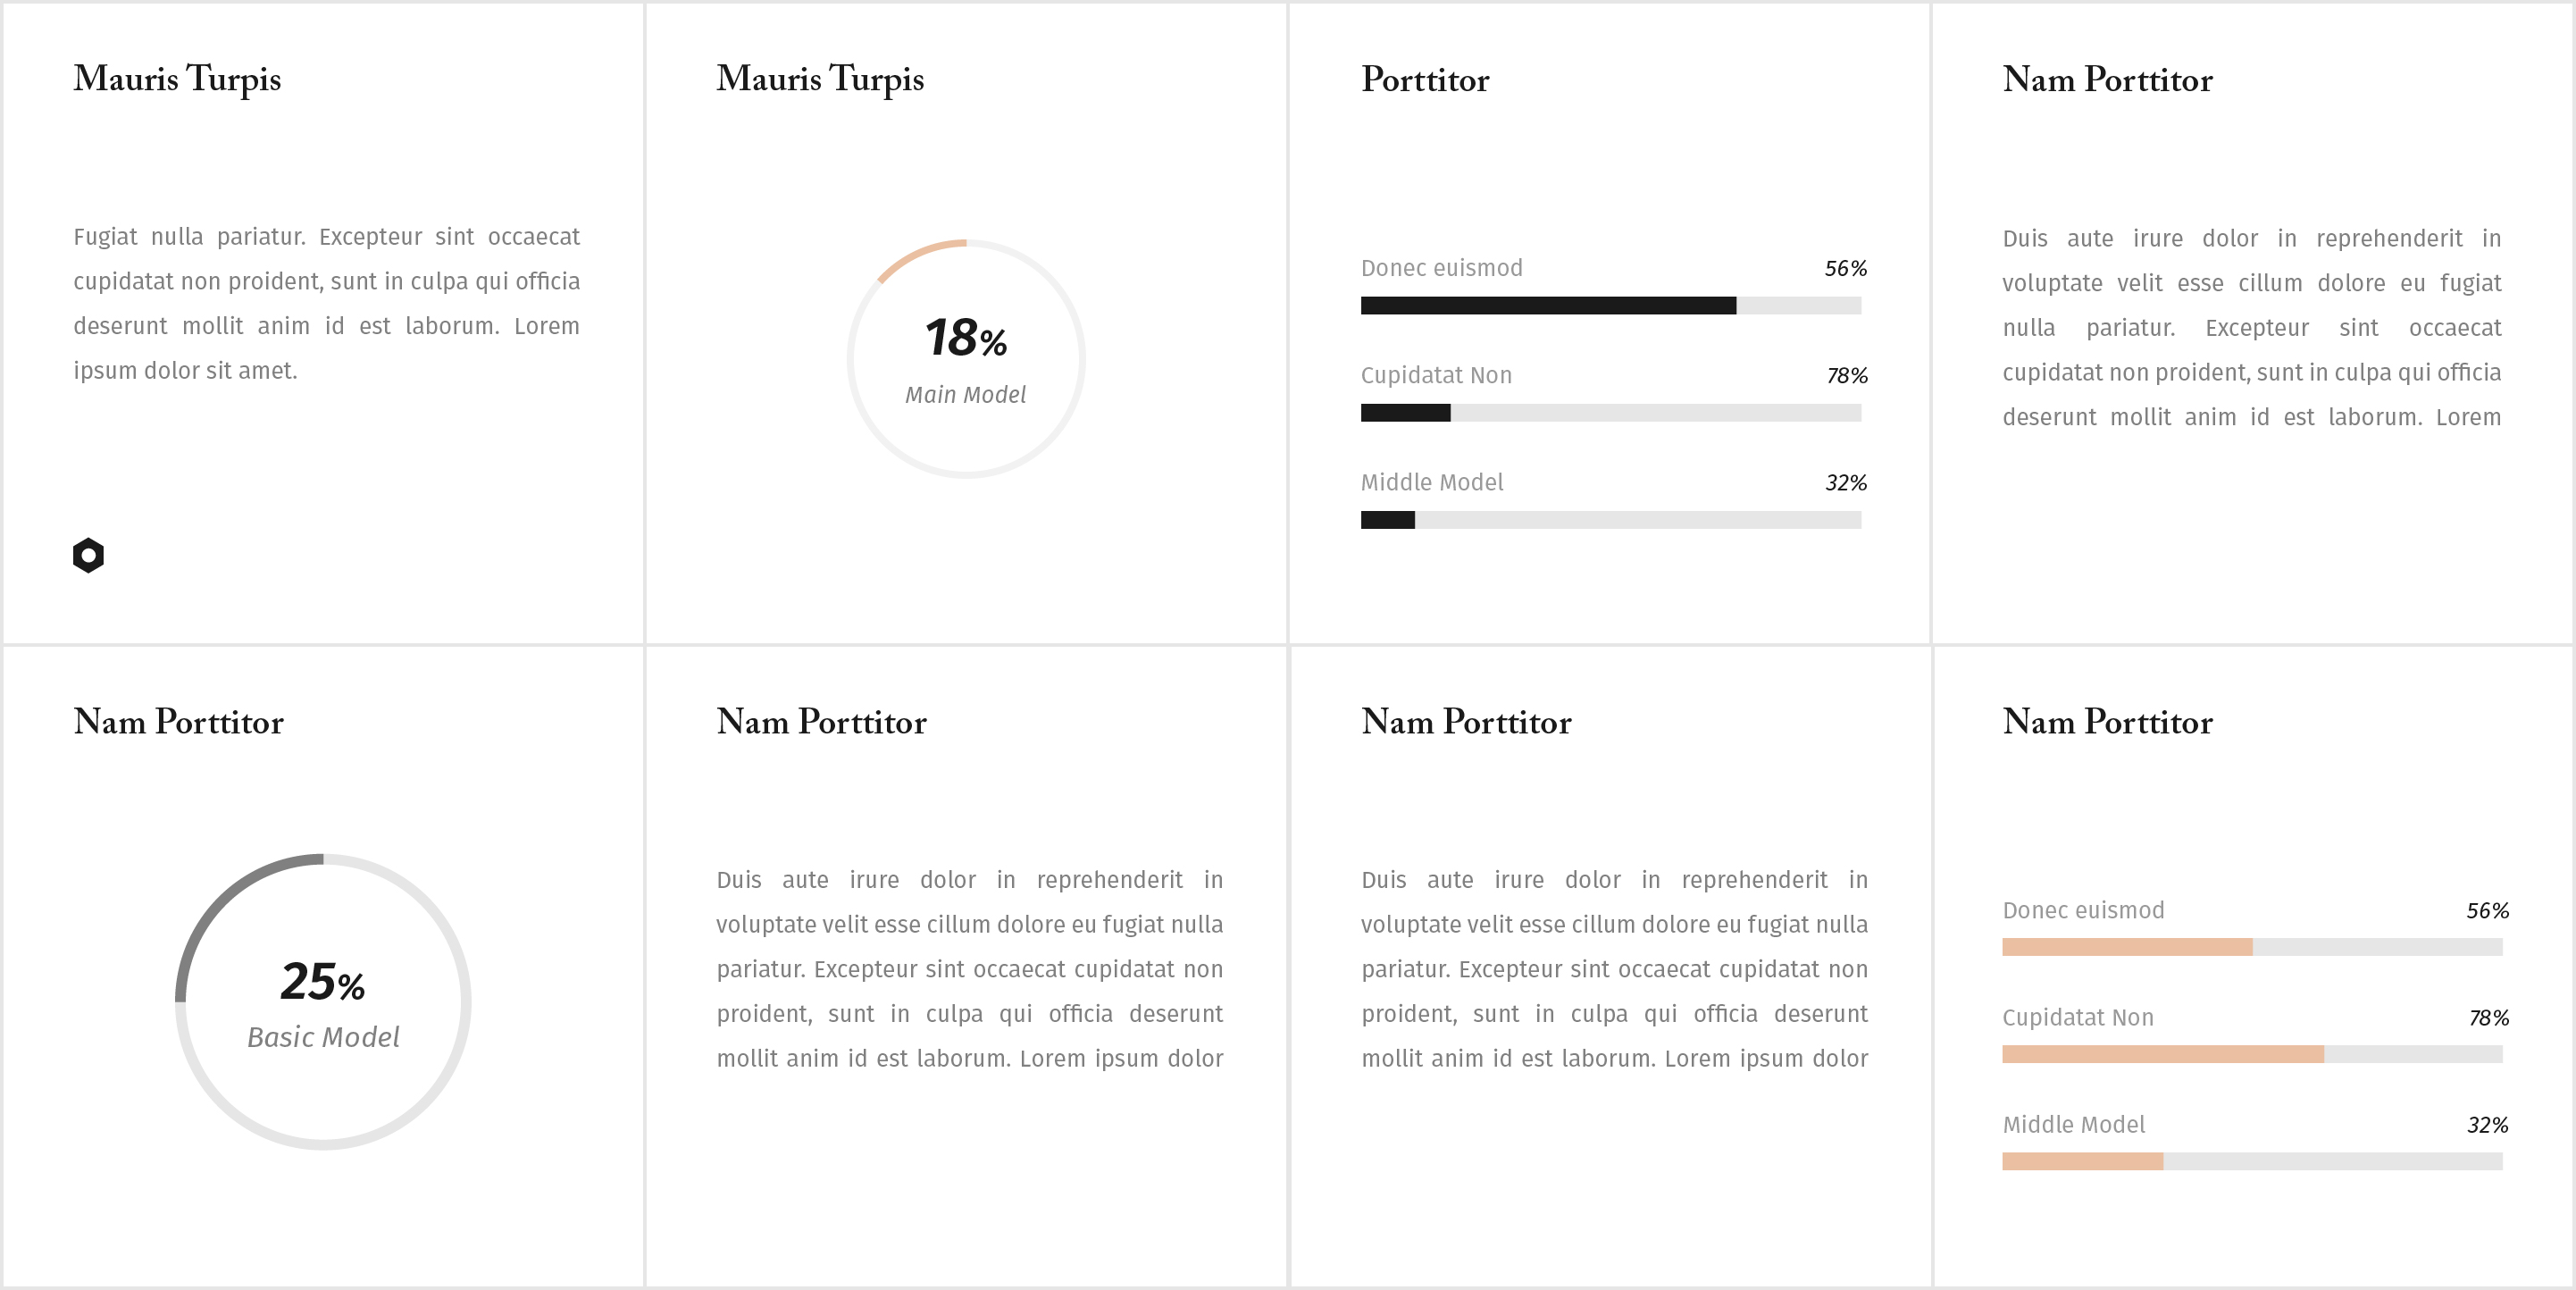 Mauris Turpis
Fugiat nulla pariatur. Excepteur sint occaecat
cupidatat non proident, sunt in culpa qui officia
deserunt mollit anim id est laborum. Lorem
ipsum dolor sit amet.
Mauris Turpis
18%
Main Model
Porttitor
Donec euismod 56%
Cupidatat Non 78%
Middle Model 32%
Nam Porttitor
Duis aute irure dolor in reprehenderit in
voluptate velit esse cillum dolore eu fugiat
nulla pariatur. Excepteur sint occaecat
cupidatat non proident, sunt in culpa qui officia
deserunt mollit anim id est laborum. Lorem
Nam Porttitor
25%
Basic Model
Nam Porttitor
Duis aute irure dolor in reprehenderit in
voluptate velit esse cillum dolore eu fugiat nulla
pariatur. Excepteur sint occaecat cupidatat non
proident, sunt in culpa qui officia deserunt
mollit anim id est laborum. Lorem ipsum dolor
Nam Porttitor
Duis aute irure dolor in reprehenderit in
voluptate velit esse cillum dolore eu fugiat nulla
pariatur. Excepteur sint occaecat cupidatat non
proident, sunt in culpa qui officia deserunt
mollit anim id est laborum. Lorem ipsum dolor
Nam Porttitor
Donec euismod 56%
Cupidatat Non 78%
Middle Model 32%